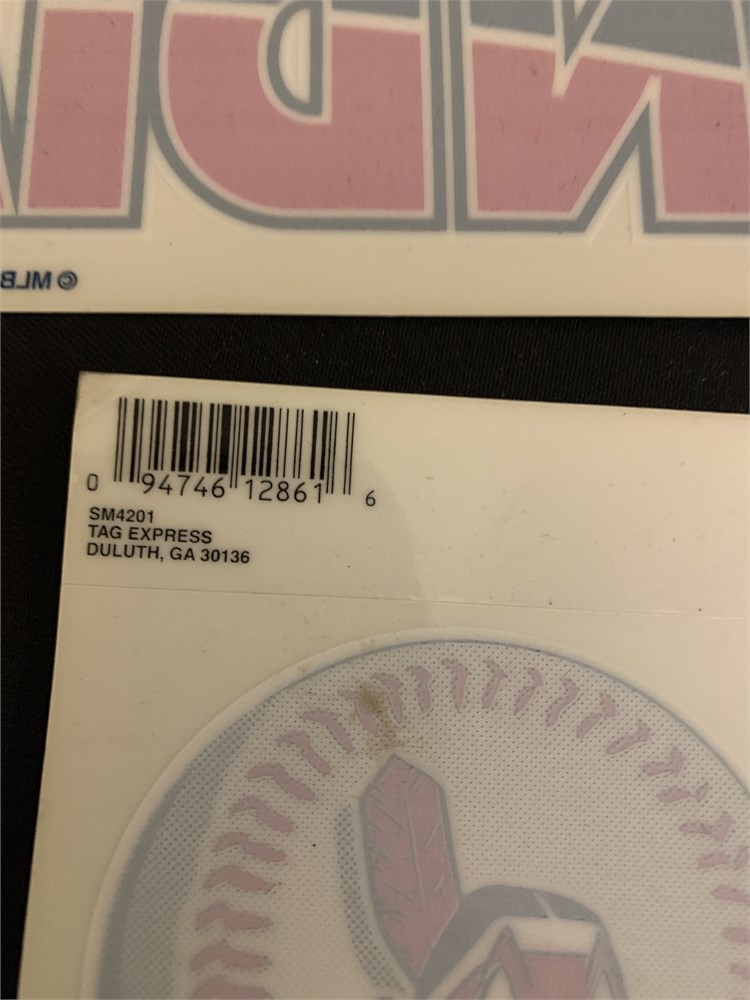 © MLB
0 94746 12861 6
SM4201
TAG EXPRESS
DULUTH, GA 30136